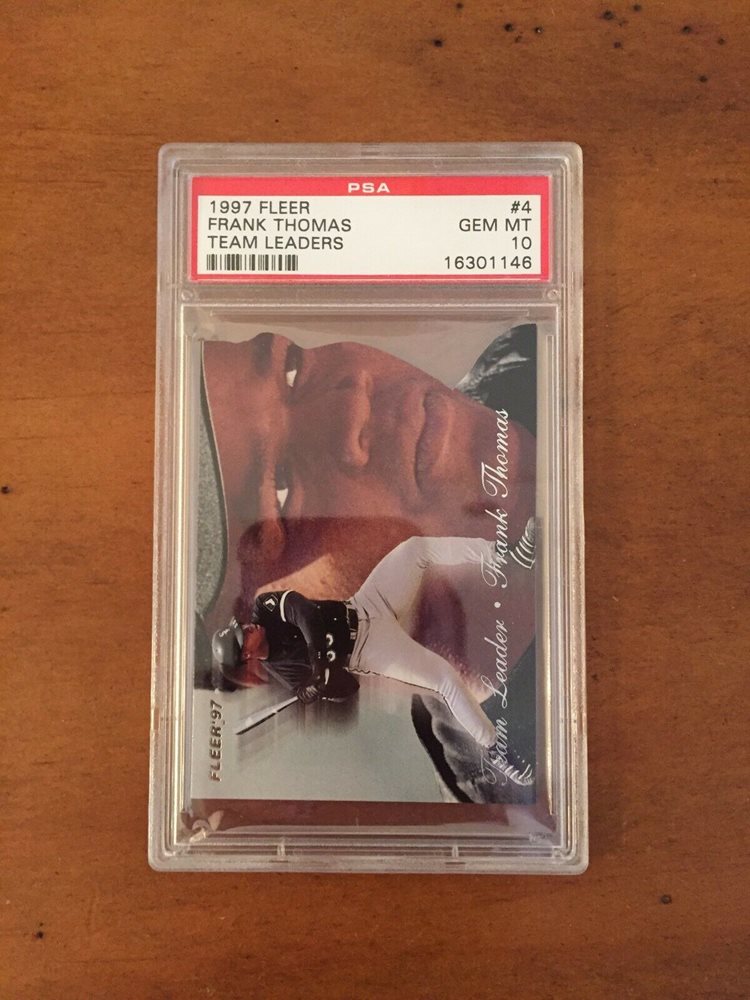 PSA
1997 FLEER #4
FRANK THOMAS GEM MT
TEAM LEADERS 10
16301146
Team Leader • Frank Thomas
FLEER '97